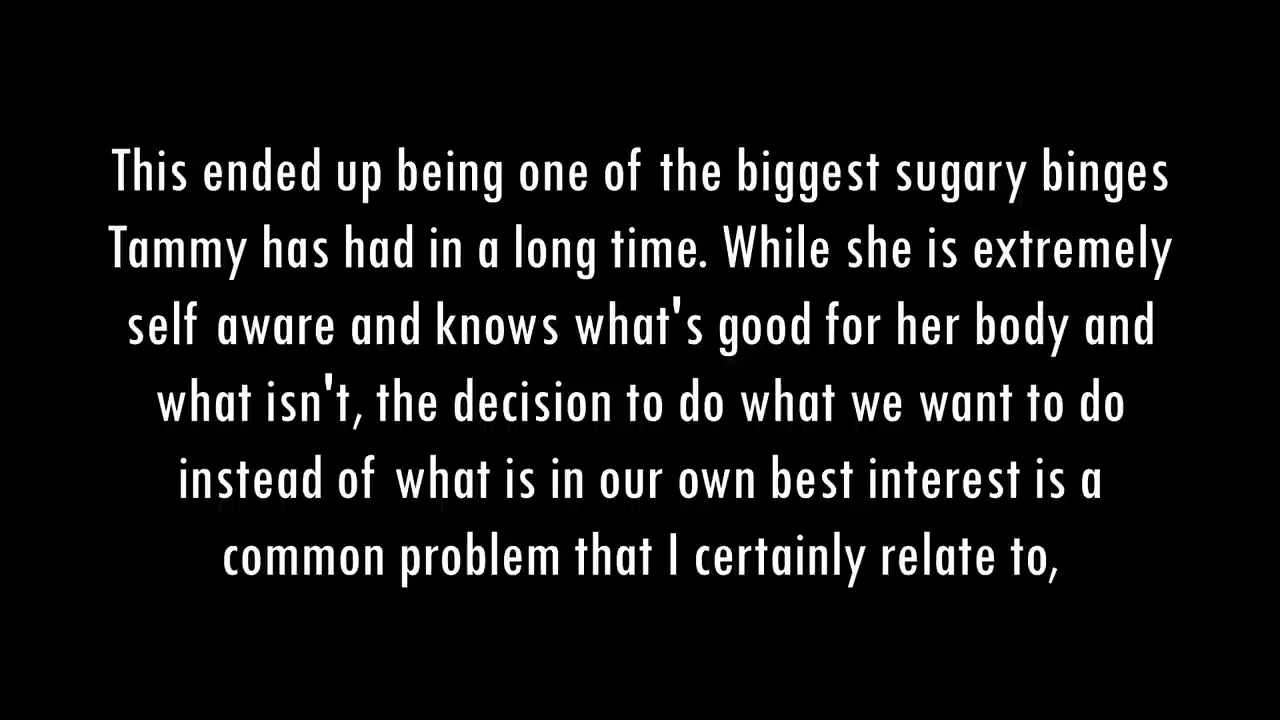 This ended up being one of the biggest sugary binges
Tammy has had in a long time. While she is extremely
self aware and knows what's good for her body and
what isn't, the decision to do what we want to do
instead of what is in our own best interest is a
common problem that I certainly relate to,